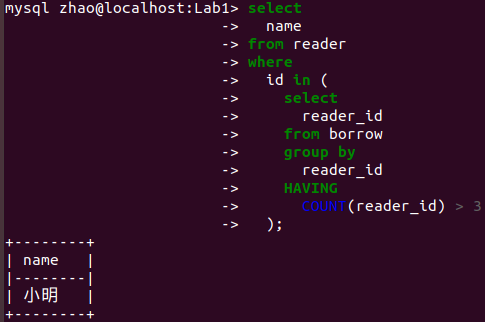 mysql zhao@localhost:Lab1> select
-> name
-> from reader
-> where
-> id in (
-> select
-> reader_id
-> from borrow
-> group by
-> reader_id
-> HAVING
-> COUNT(reader_id) > 3
-> );
+--------+
| name |
|--------|
| 小明 |
+--------+